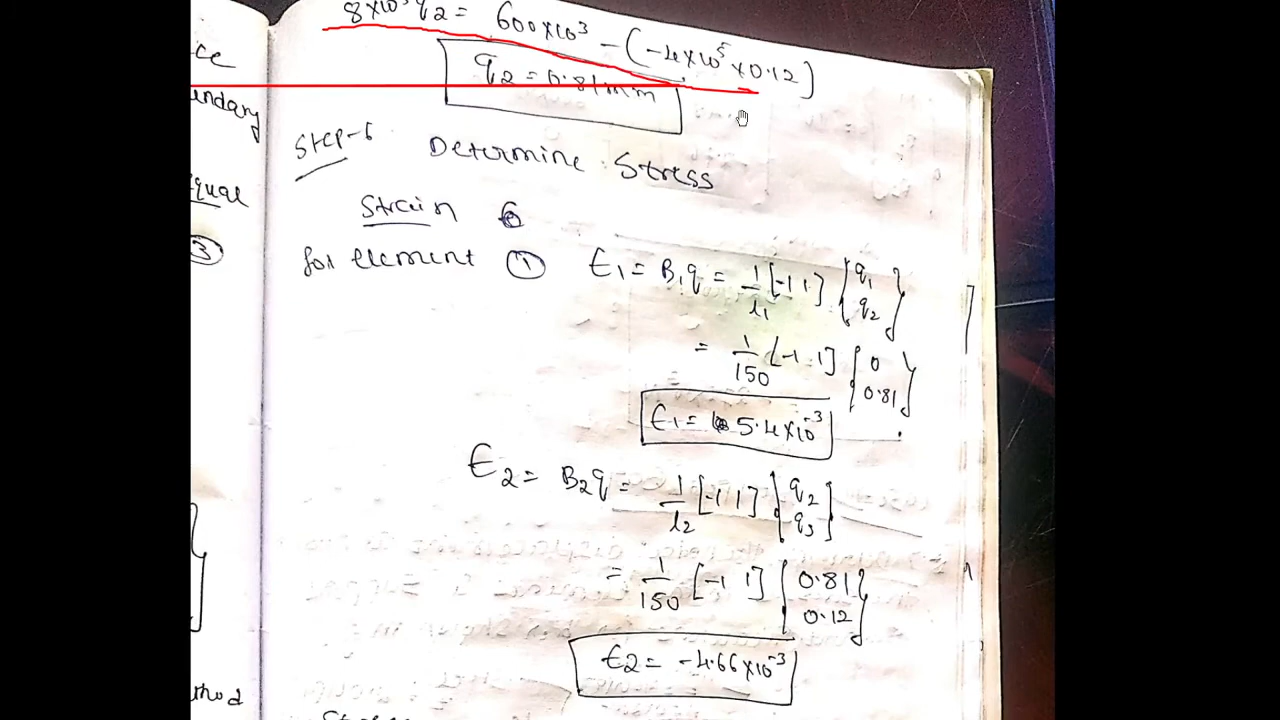 ce
undary
Equal
③
thod
8×10⁵ q2 = 600×10³ - (-4×10⁵×0.12)
q2 = 0.81mm
Step-6 Determine Stress
Strain
for element ① ε1 = B1q = 1/l1 [-1 1] {q1 q2}
= 1/150 [-1 1] {0 0.81}
ε1 = 5.4×10⁻³
ε2 = B2q = 1/l2 [-1 1] {q2 q3}
= 1/150 [-1 1] {0.81 0.12}
ε2 = -4.66×10⁻³